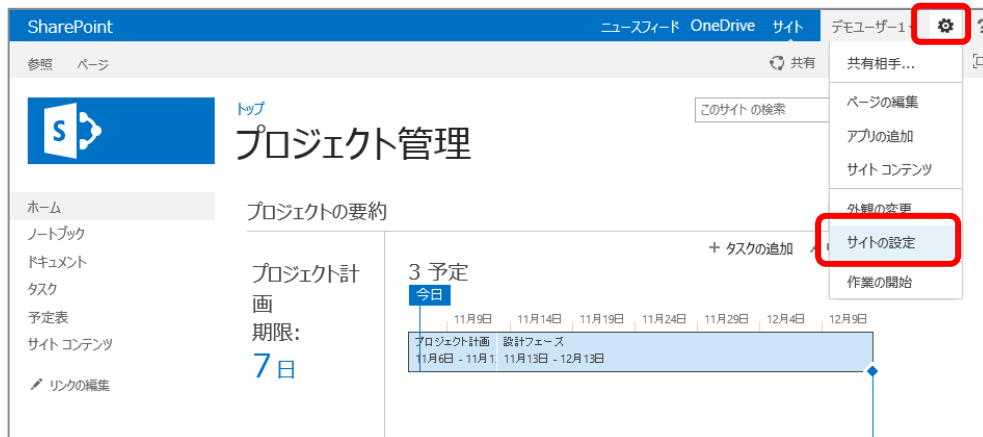 SharePoint
ニュースフィード OneDrive サイト デモユーザー1 ?
参照 ページ
共有
共有相手...
ページの編集
アプリの追加
サイト コンテンツ
外観の変更
サイトの設定
作業の開始
S
トップ
プロジェクト管理
このサイト の検索
ホーム
ノートブック
ドキュメント
タスク
予定表
サイト コンテンツ
リンクの編集
プロジェクトの要約
+ タスクの追加
プロジェクト計
画
期限:
7 日
3 予定
今日
11月9日 11月14日 11月19日 11月24日 11月29日 12月4日 12月9日
プロジェクト計画 設計フェーズ
11月6日 - 11月1 11月13日 - 12月13日